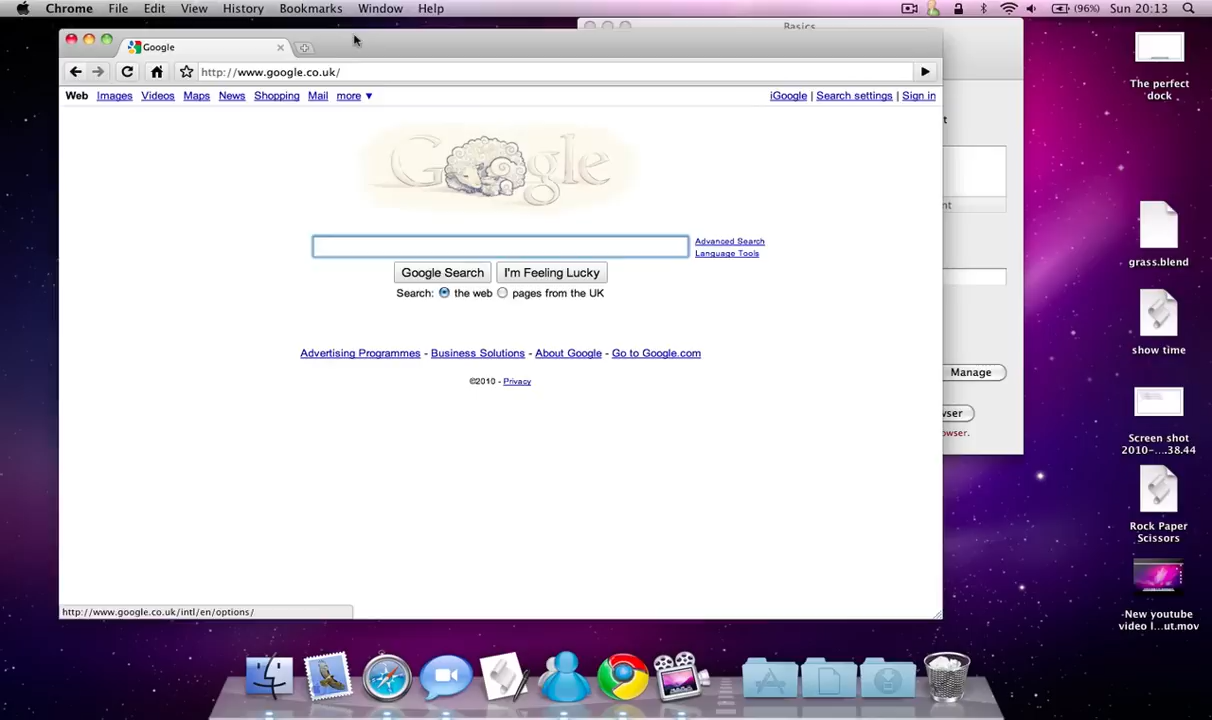 Chrome File Edit View History Bookmarks Window Help
(96%) Sun 20:13
Basics
Google
http://www.google.co.uk/
Web Images Videos Maps News Shopping Mail more ▼
iGoogle | Search settings | Sign in
Google
Advanced Search
Language Tools
Google Search I'm Feeling Lucky
Search: the web pages from the UK
Advertising Programmes - Business Solutions - About Google - Go to Google.com
©2010 - Privacy
http://www.google.co.uk/intl/en/options/
Manage
The perfect
dock
grass.blend
show time
Screen shot
2010-...38.44
Rock Paper
Scissors
New youtube
video l...ut.mov